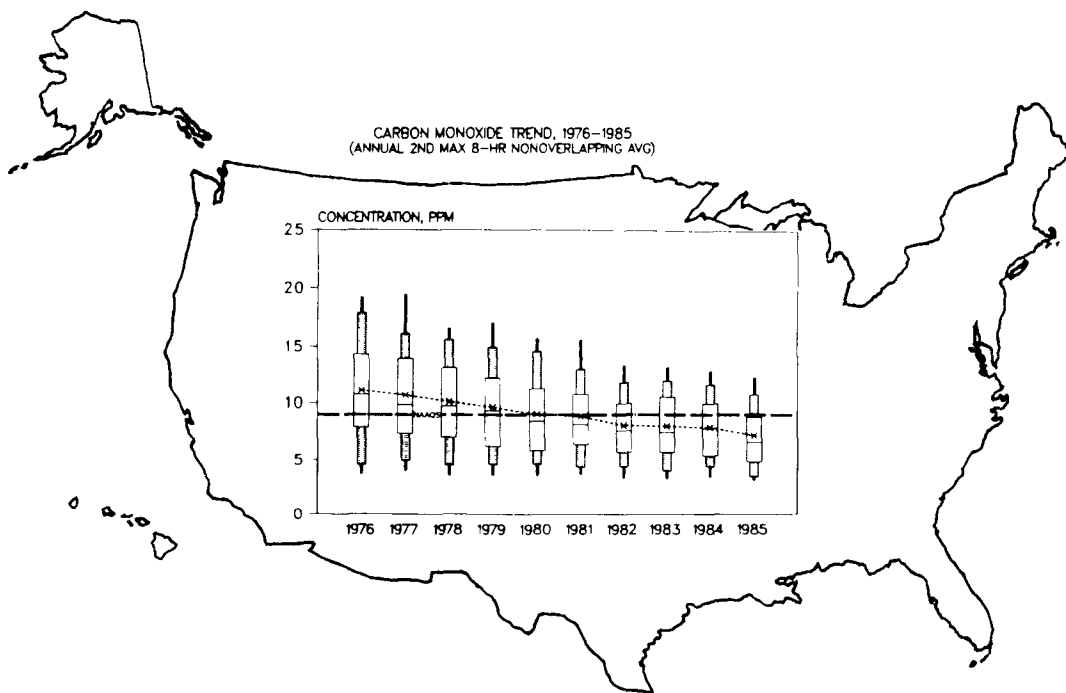 CARBON MONOXIDE TREND, 1976-1985
(ANNUAL 2ND MAX 8-HR NONOVERLAPPING AVG)
CONCENTRATION, PPM
25
20
15
10
NAAQS
5
0
1976 1977 1978 1979 1980 1981 1982 1983 1984 1985